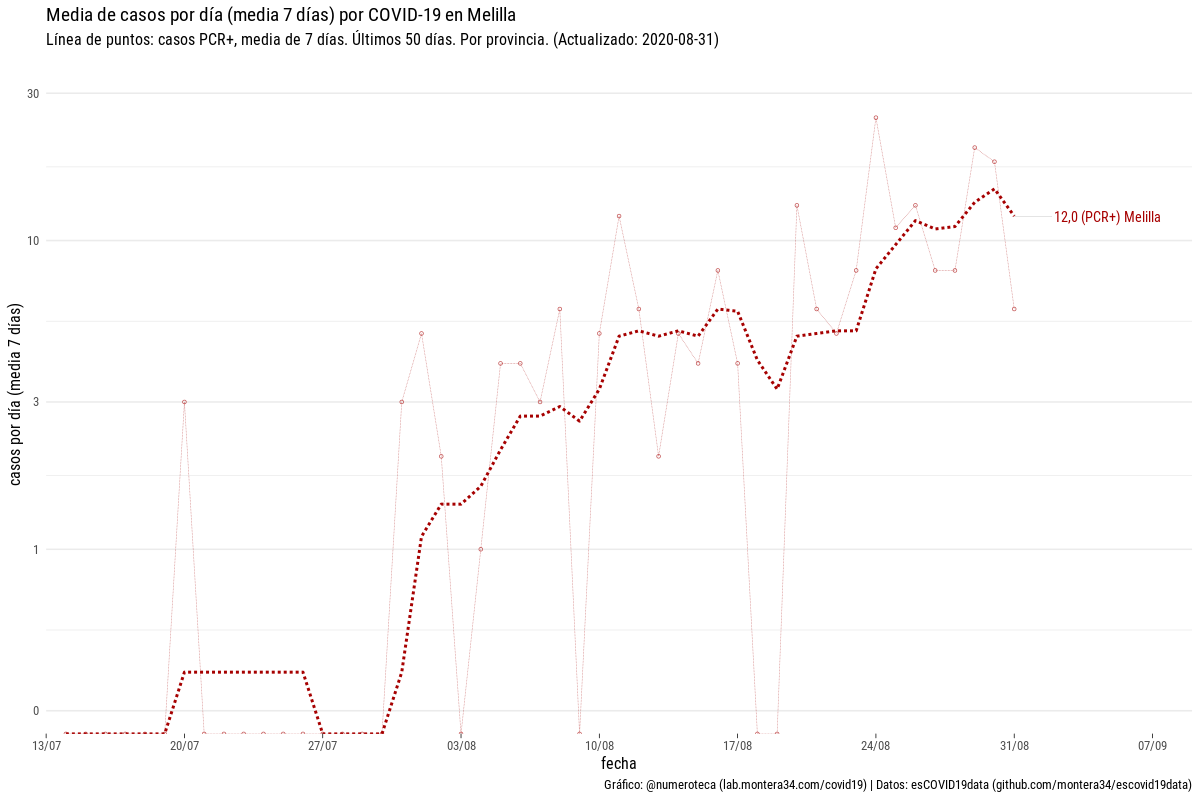 Media de casos por día (media 7 días) por COVID-19 en Melilla
Línea de puntos: casos PCR+, media de 7 días. Últimos 50 días. Por provincia. (Actualizado: 2020-08-31)
casos por día (media 7 días)
30
10
3
1
0
12,0 (PCR+) Melilla
13/07
20/07
27/07
03/08
10/08
17/08
24/08
31/08
07/09
fecha
Gráfico: @numeroteca (lab.montera34.com/covid19) | Datos: esCOVID19data (github.com/montera34/escovid19data)